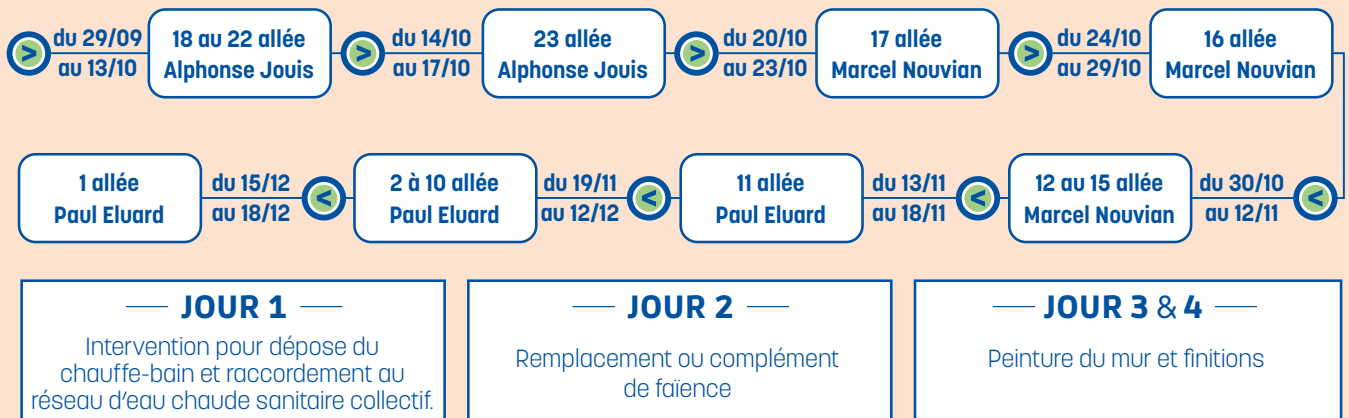 du 29/09
au 13/10
18 au 22 allée
Alphonse Jouis
du 14/10
au 17/10
23 allée
Alphonse Jouis
du 20/10
au 23/10
17 allée
Marcel Nouvian
du 24/10
au 29/10
16 allée
Marcel Nouvian
du 30/10
au 12/11
12 au 15 allée
Marcel Nouvian
du 13/11
au 18/11
11 allée
Paul Eluard
du 19/11
au 12/12
2 à 10 allée
Paul Eluard
du 15/12
au 18/12
1 allée
Paul Eluard
JOUR 1
Intervention pour dépose du
chauffe-bain et raccordement au
réseau d'eau chaude sanitaire collectif.
JOUR 2
Remplacement ou complément
de faïence
JOUR 3 & 4
Peinture du mur et finitions